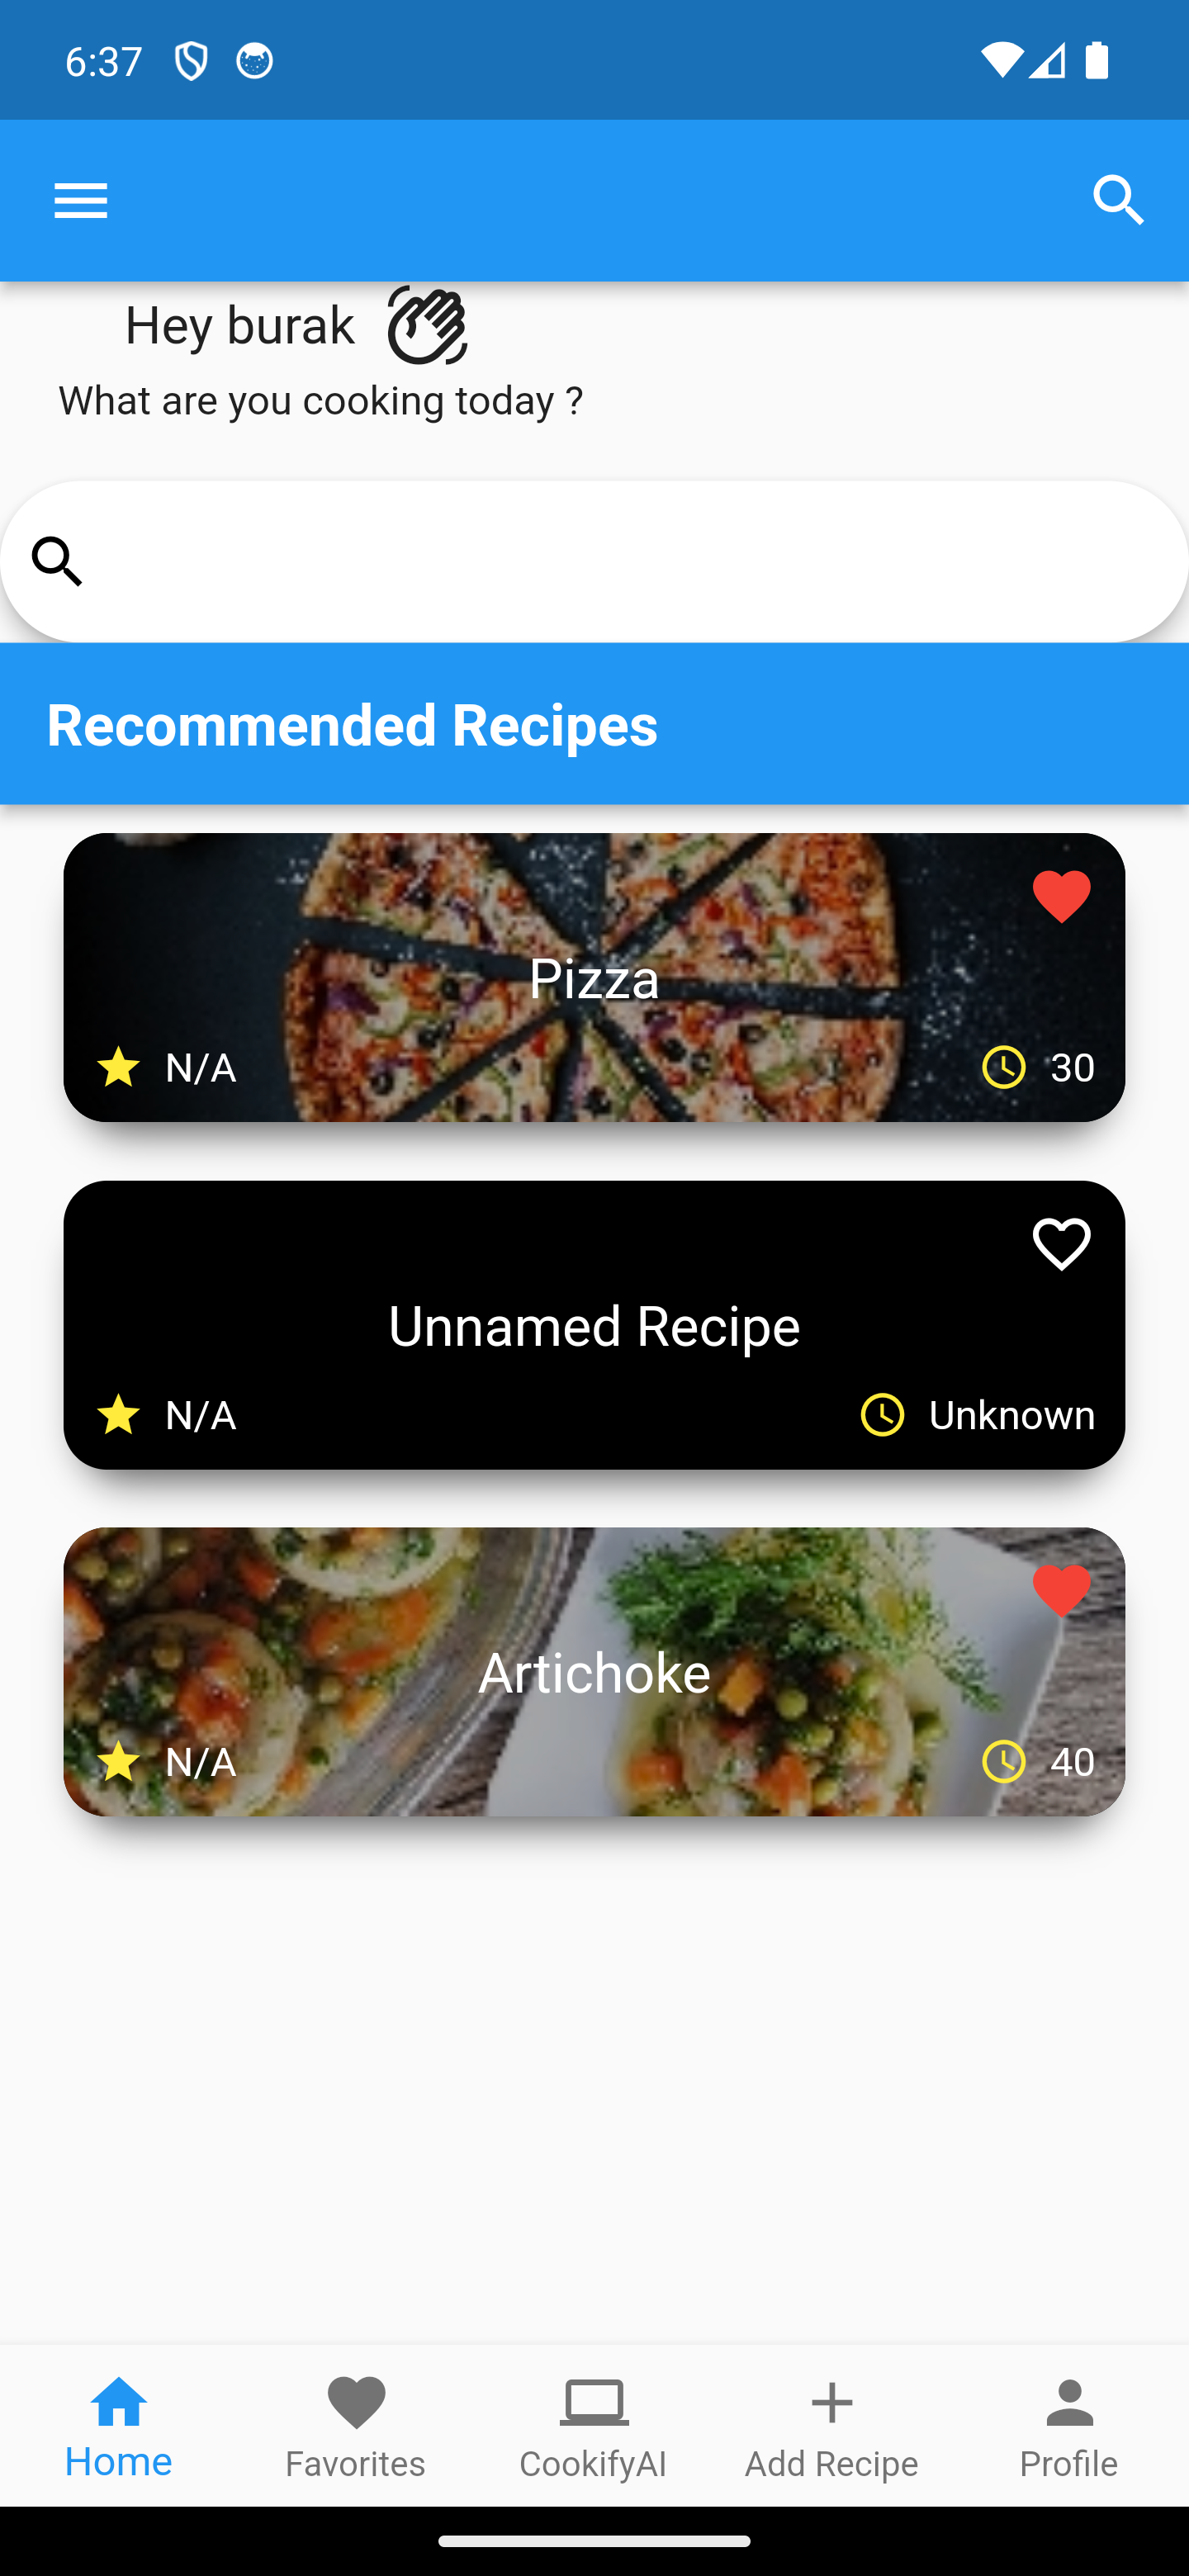 6:37
Hey burak
What are you cooking today ?
Recommended Recipes
Pizza
N/A
30
Unnamed Recipe
N/A
Unknown
Artichoke
N/A
40
Home
Favorites
CookifyAI
Add Recipe
Profile